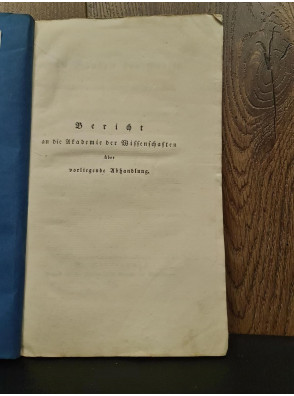 Bericht
an die Akademie der Wissenschaften
über
vorliegende Abhandlung.